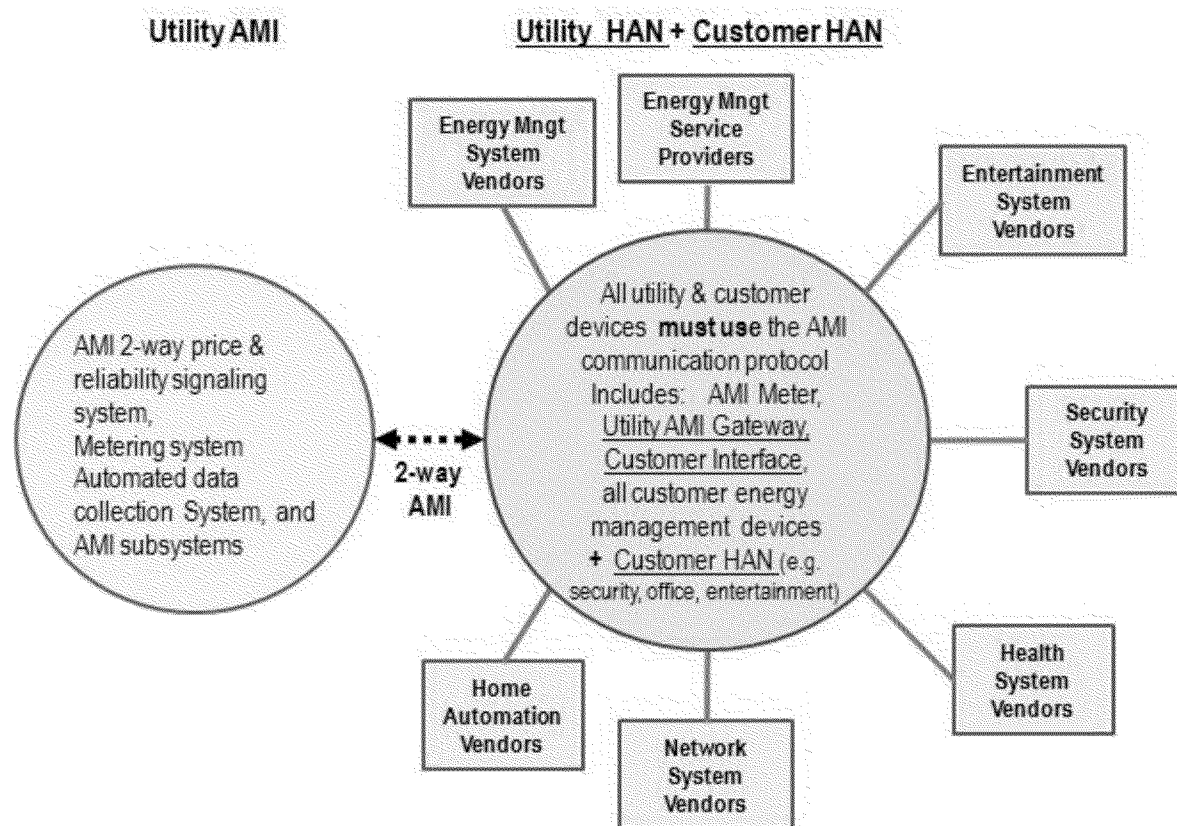 Utility AMI
Utility HAN + Customer HAN
Energy Mngt
System
Vendors
Energy Mngt
Service
Providers
Entertainment
System
Vendors
AMI 2-way price &
reliability signaling
system,
Metering system
Automated data
collection System, and
AMI subsystems
2-way
AMI
All utility & customer
devices must use the AMI
communication protocol
Includes: AMI Meter,
Utility AMI Gateway,
Customer Interface,
all customer energy
management devices
+ Customer HAN (e.g.
security, office, entertainment)
Security
System
Vendors
Health
System
Vendors
Home
Automation
Vendors
Network
System
Vendors